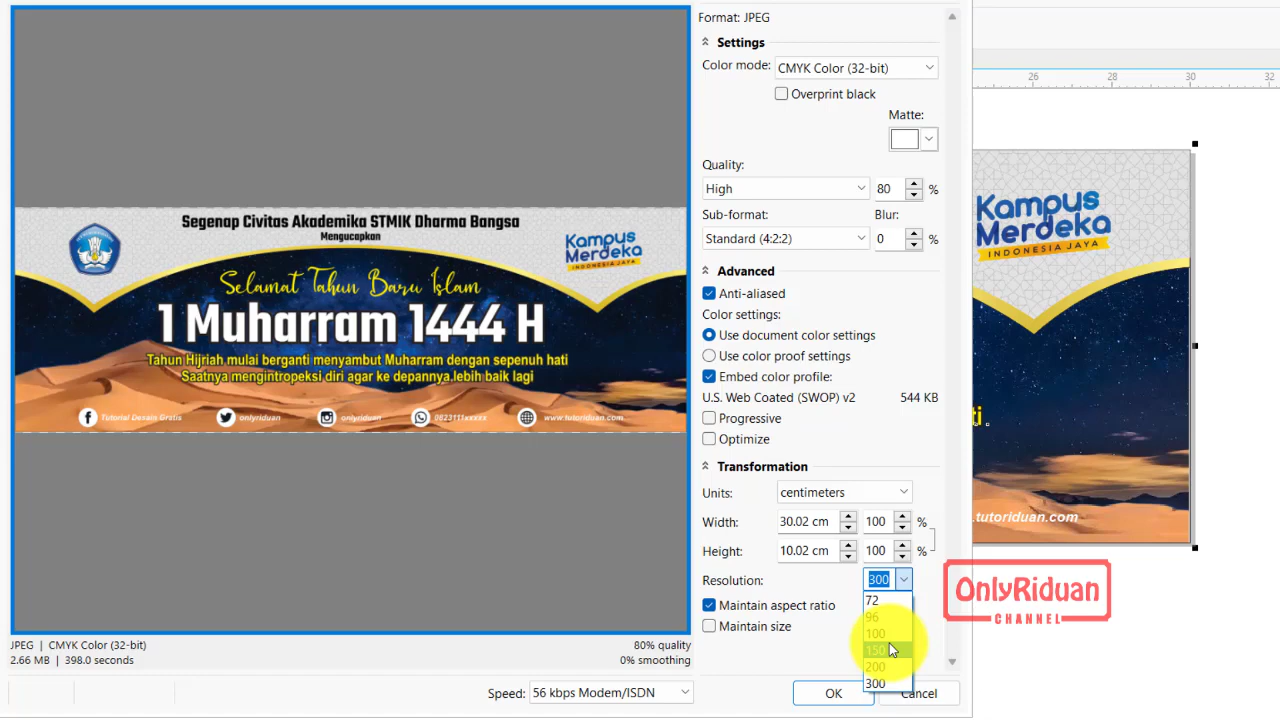 Format: JPEG
Settings
Color mode: CMYK Color (32-bit)
Overprint black
Matte:
Quality:
High 80 %
Sub-format: Blur:
Standard (4:2:2) 0 %
Advanced
Anti-aliased
Color settings:
Use document color settings
Use color proof settings
Embed color profile:
U.S. Web Coated (SWOP) v2 544 KB
Progressive
Optimize
Transformation
Units: centimeters
Width: 30.02 cm 100 %
Height: 10.02 cm 100 %
Resolution: 300
72
96
100
150
200
300
Maintain aspect ratio
Maintain size
Segenap Civitas Akademika STMIK Dharma Bangsa
Mengucapkan
Kampus
Merdeka
INDONESIA JAYA
Selamat Tahun Baru Islam
1 Muharram 1444 H
Tahun Hijriah mulai berganti menyambut Muharram dengan sepenuh hati
Saatnya mengintropeksi diri agar ke depannya lebih baik lagi
Tutorial Desain Gratis onlyriduan onlyriduan 0823111xxxxx www.tutoriduan.com
JPEG | CMYK Color (32-bit) 80% quality
2.66 MB | 398.0 seconds 0% smoothing
Speed: 56 kbps Modem/ISDN
OK Cancel
26 28 30 32
Kampus
Merdeka
INDONESIA JAYA
ti
.tutoriduan.com
OnlyRiduan
CHANNEL